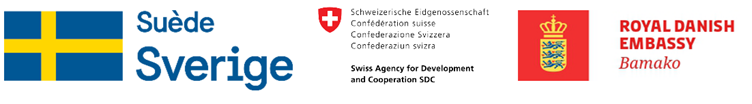 Suède
Sverige
Schweizerische Eidgenossenschaft
Confédération suisse
Confederazione Svizzera
Confederaziun svizra
Swiss Agency for Development
and Cooperation SDC
ROYAL DANISH
EMBASSY
Bamako